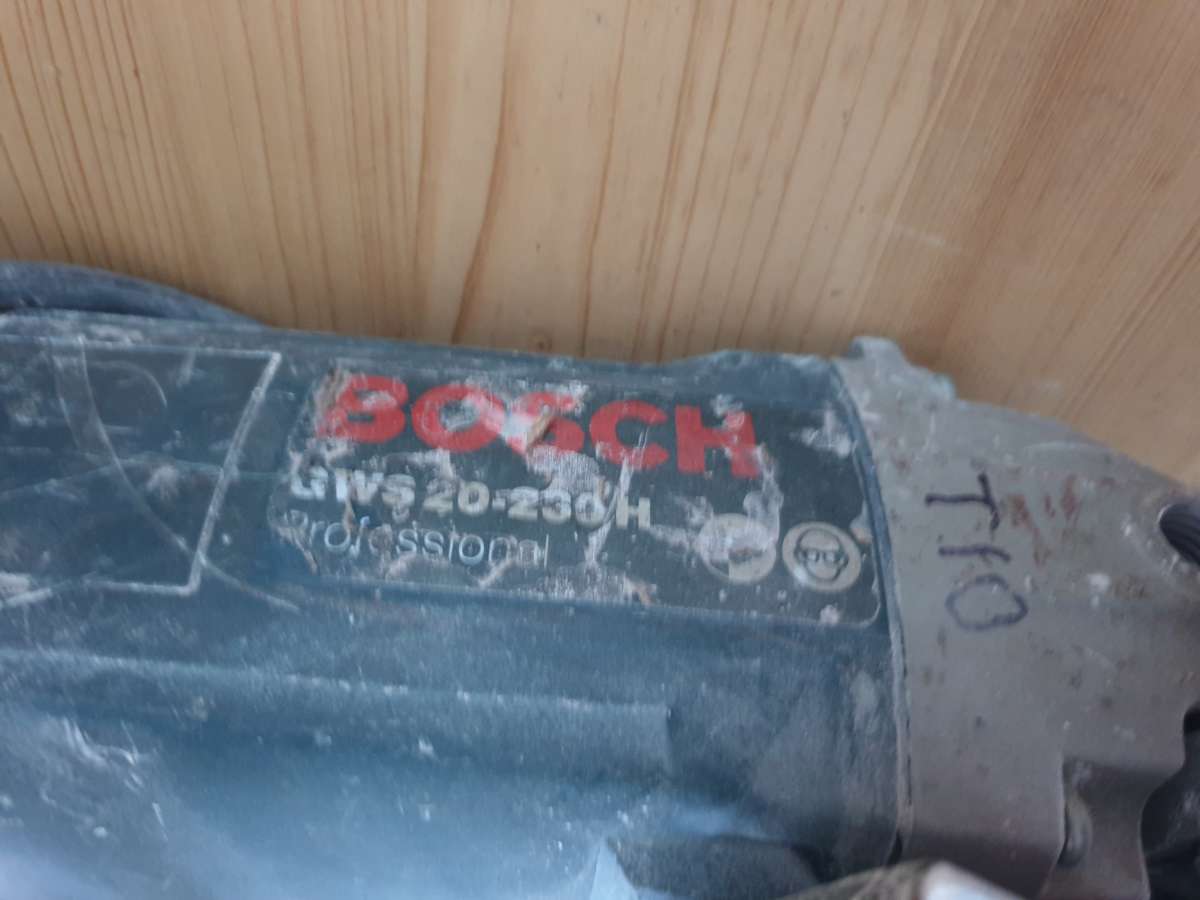 BOSCH
GWS 20-230 H
Professional
T10